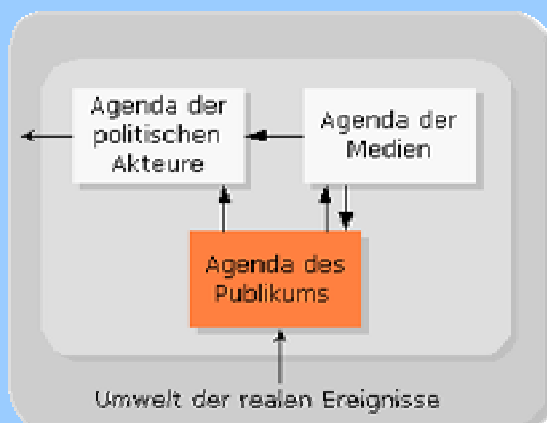 Agenda der
politischen
Akteure
Agenda der
Medien
Agenda des
Publikums
Umwelt der realen Ereignisse